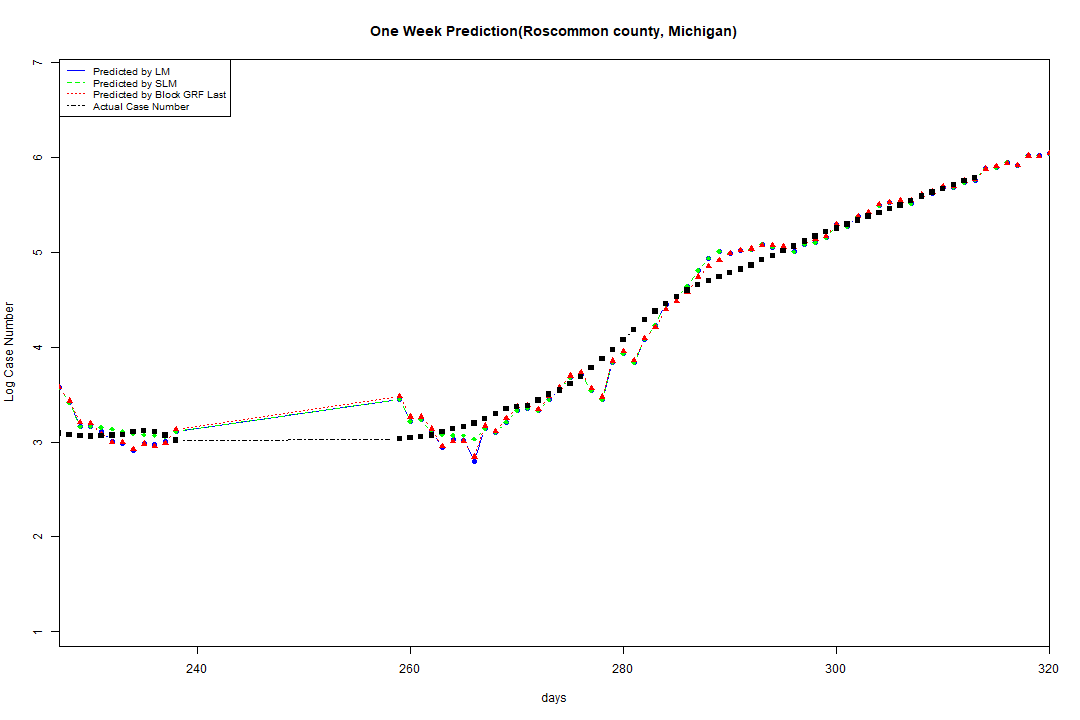 One Week Prediction(Roscommon county, Michigan)
Predicted by LM
Predicted by SLM
Predicted by Block GRF Last
Actual Case Number
7
6
5
4
3
2
1
Log Case Number
240 260 280 300 320
days